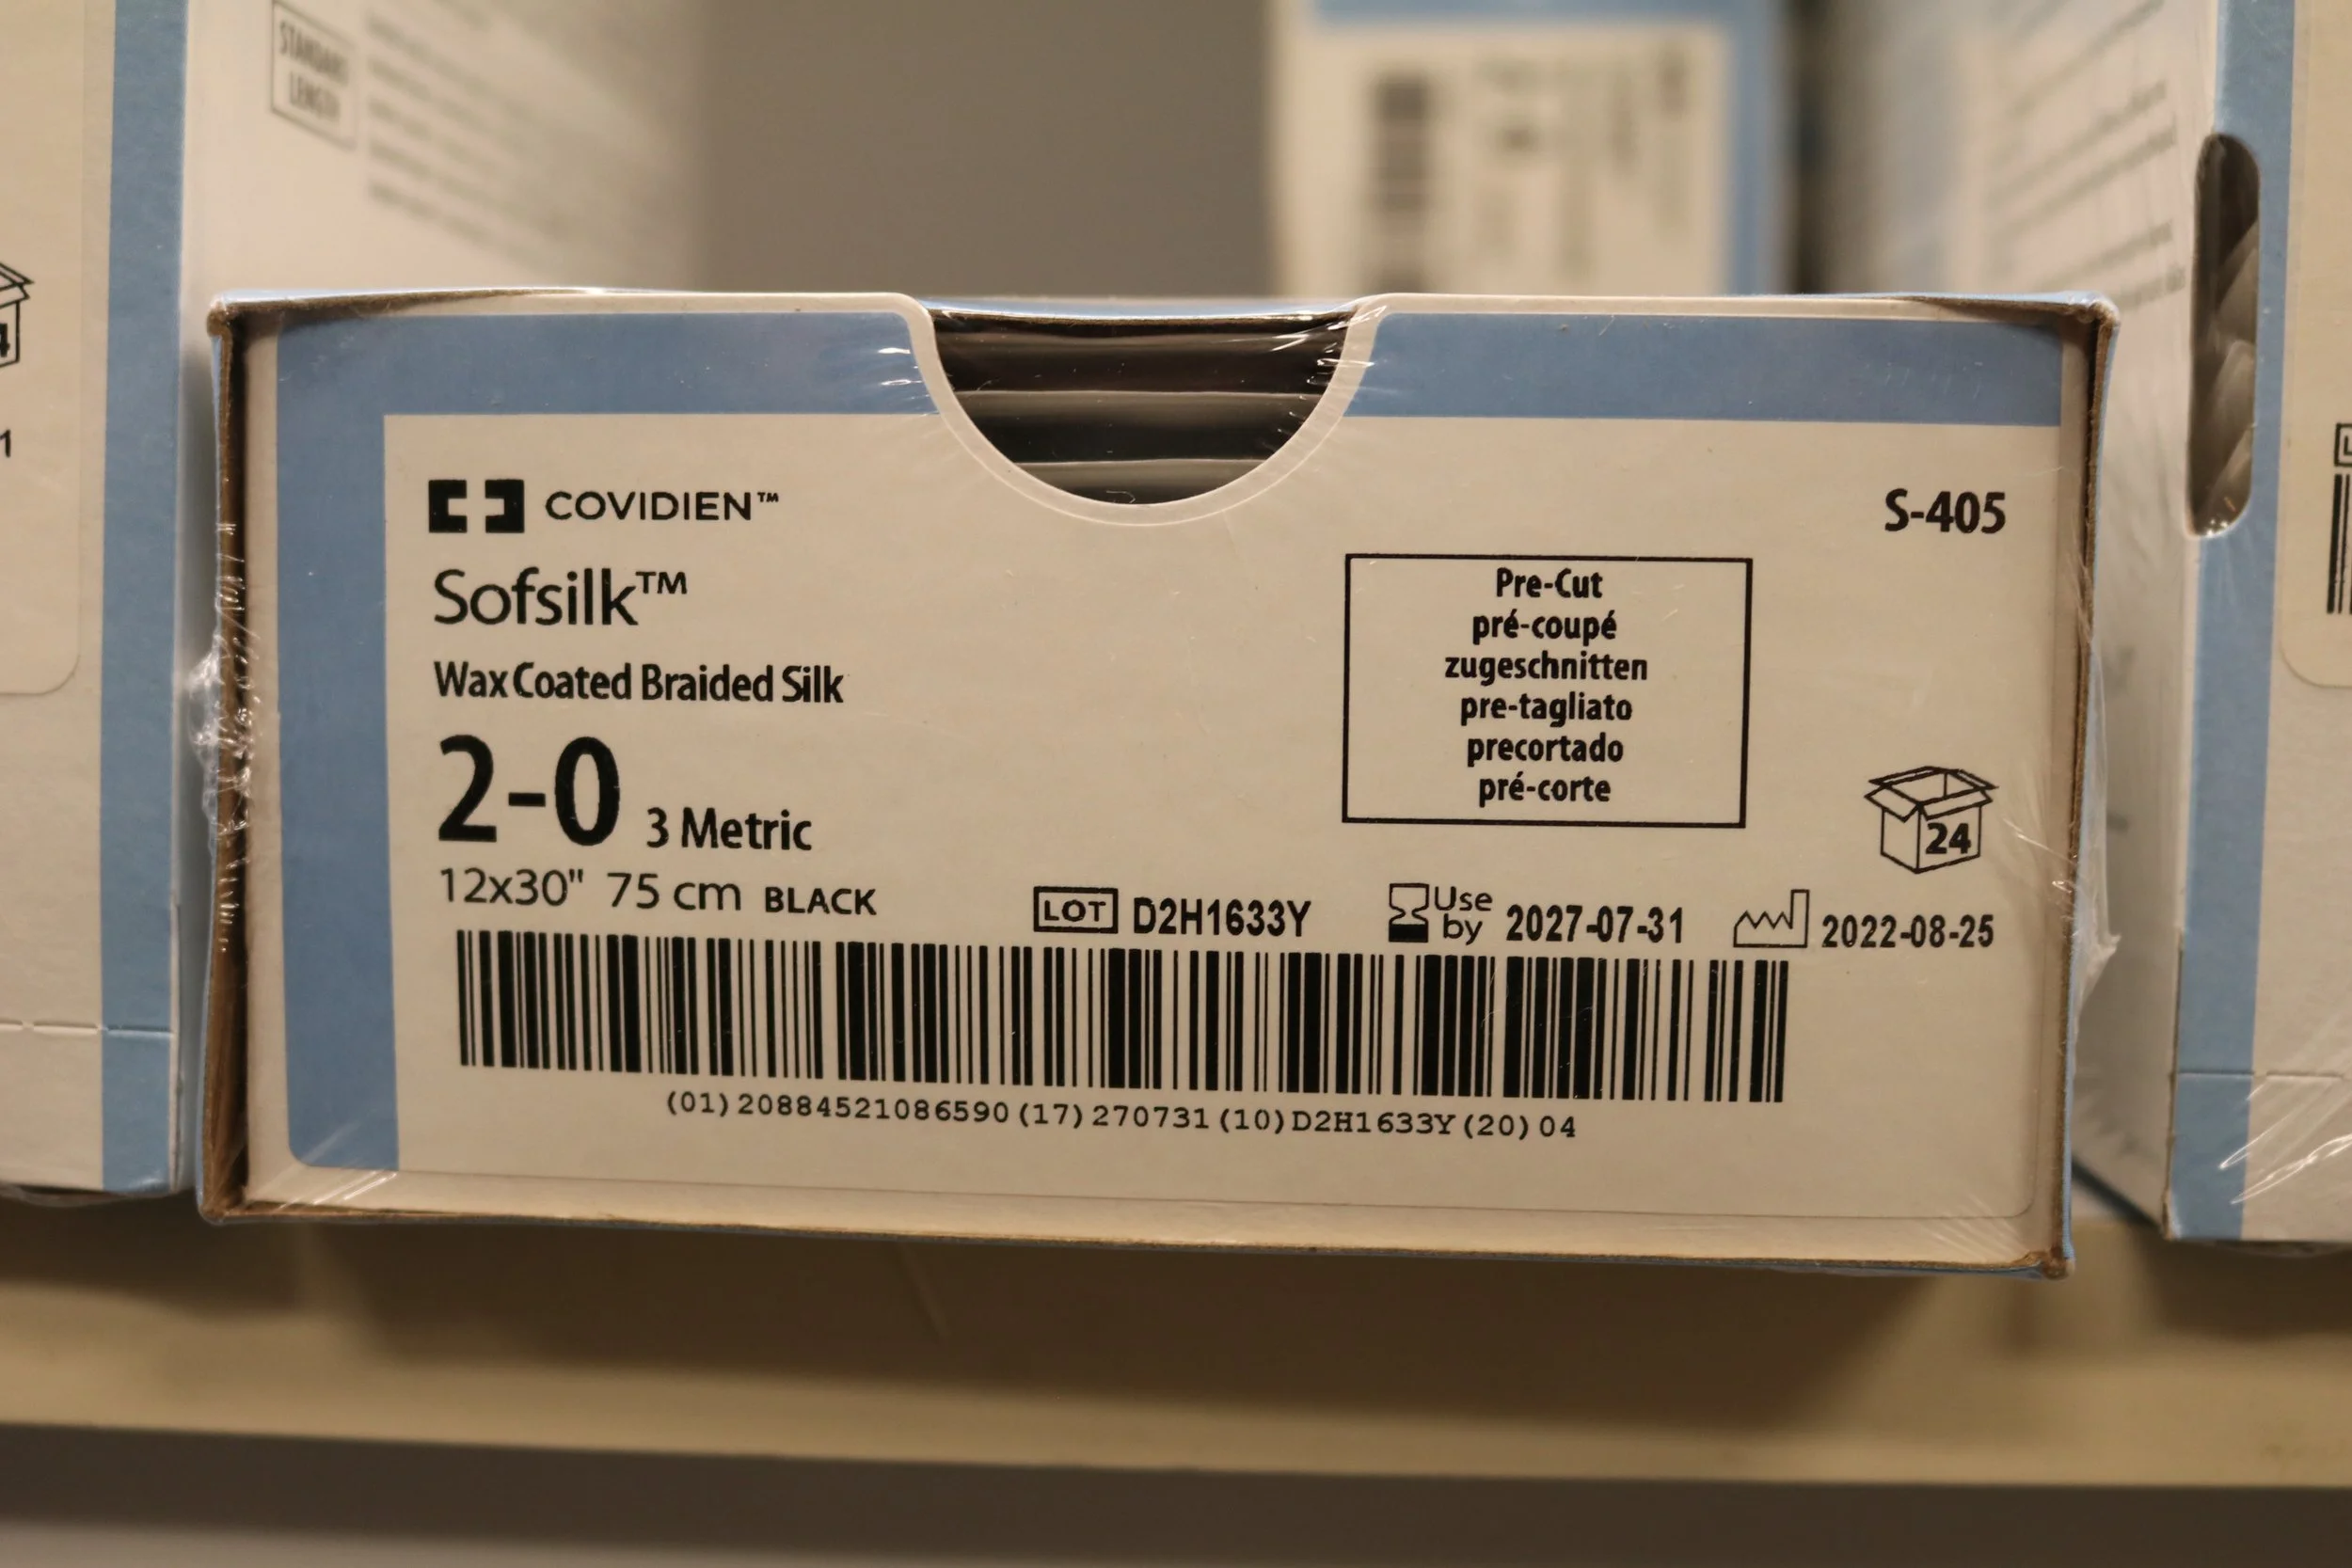 STANDARD
LENGTH
COVIDIEN™
S-405
Sofsilk™
Wax Coated Braided Silk
2-0 3 Metric
12x30" 75 cm BLACK
Pre-Cut
pré-coupé
zugeschnitten
pre-tagliato
precortado
pré-corte
24
LOT D2H1633Y
Use
by 2027-07-31
2022-08-25
(01)20884521086590(17)270731(10)D2H1633Y(20)04